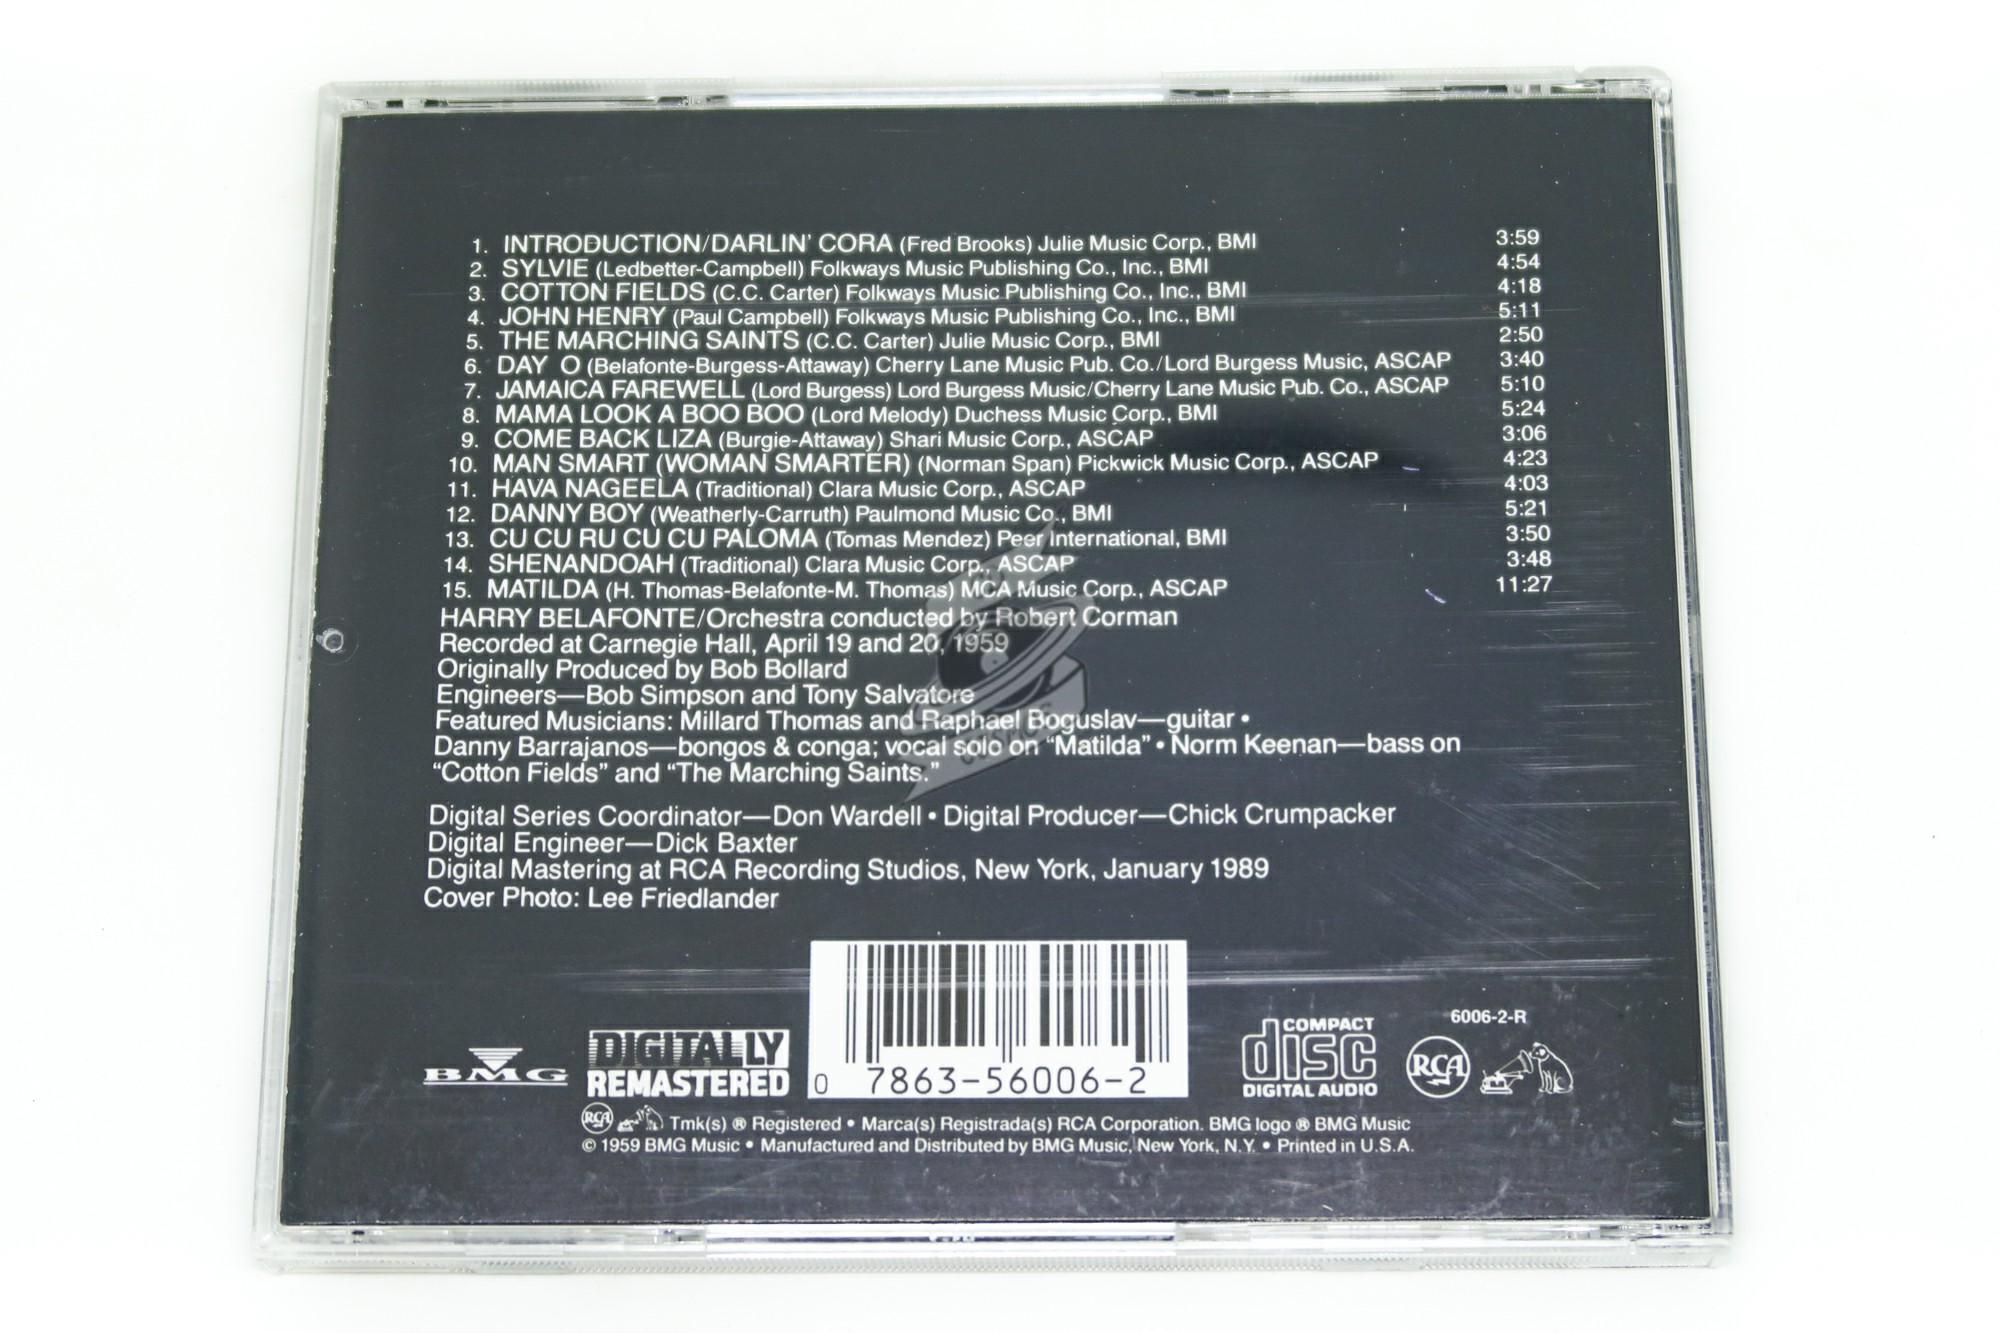 1. INTRODUCTION/DARLIN' CORA (Fred Brooks) Julie Music Corp., BMI 3:59
2. SYLVIE (Ledbetter-Campbell) Folkways Music Publishing Co., Inc., BMI 4:54
3. COTTON FIELDS (C.C. Carter) Folkways Music Publishing Co., Inc., BMI 4:18
4. JOHN HENRY (Paul Campbell) Folkways Music Publishing Co., Inc., BMI 5:11
5. THE MARCHING SAINTS (C.C. Carter) Julie Music Corp., BMI 2:50
6. DAY O (Belafonte-Burgess-Attaway) Cherry Lane Music Pub. Co./Lord Burgess Music, ASCAP 3:40
7. JAMAICA FAREWELL (Lord Burgess) Lord Burgess Music/Cherry Lane Music Pub. Co., ASCAP 5:10
8. MAMA LOOK A BOO BOO (Lord Melody) Duchess Music Corp., BMI 5:24
9. COME BACK LIZA (Burgie-Attaway) Shari Music Corp., ASCAP 3:06
10. MAN SMART (WOMAN SMARTER) (Norman Span) Pickwick Music Corp., ASCAP 4:23
11. HAVA NAGEELA (Traditional) Clara Music Corp., ASCAP 4:03
12. DANNY BOY (Weatherly-Carruth) Paulmond Music Co., BMI 5:21
13. CU CU RU CU CU PALOMA (Tomas Mendez) Peer International, BMI 3:50
14. SHENANDOAH (Traditional) Clara Music Corp., ASCAP 3:48
15. MATILDA (H. Thomas-Belafonte-M. Thomas) MCA Music Corp., ASCAP 11:27
HARRY BELAFONTE/Orchestra conducted by Robert Corman
Recorded at Carnegie Hall, April 19 and 20, 1959
Originally Produced by Bob Bollard
Engineers—Bob Simpson and Tony Salvatore
Featured Musicians: Millard Thomas and Raphael Boguslav—guitar •
Danny Barrajanos—bongos & conga; vocal solo on "Matilda" • Norm Keenan—bass on
"Cotton Fields" and "The Marching Saints."
Digital Series Coordinator—Don Wardell • Digital Producer—Chick Crumpacker
Digital Engineer—Dick Baxter
Digital Mastering at RCA Recording Studios, New York, January 1989
Cover Photo: Lee Friedlander
BMG
DIGITALLY
REMASTERED
0 7863-56006-2
COMPACT
disc
DIGITAL AUDIO
6006-2-R
RCA
RCA Tmk(s) ® Registered • Marca(s) Registrada(s) RCA Corporation. BMG logo ® BMG Music
© 1959 BMG Music • Manufactured and Distributed by BMG Music, New York, N.Y. • Printed in U.S.A.